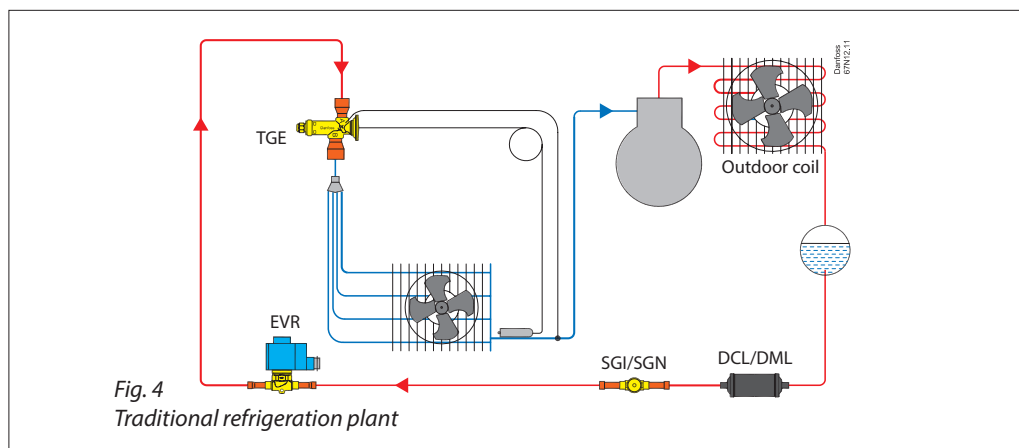 Danfoss
67N12.11
TGE
Outdoor coil
EVR
SGI/SGN
DCL/DML
Fig. 4
Traditional refrigeration plant